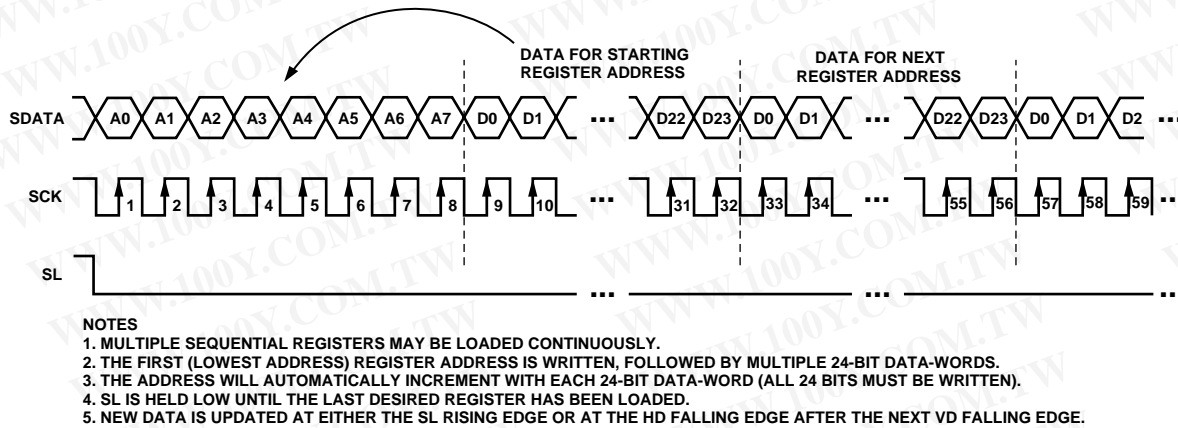 DATA FOR STARTING
REGISTER ADDRESS
DATA FOR NEXT
REGISTER ADDRESS
SDATA A0 A1 A2 A3 A4 A5 A6 A7 D0 D1 ... D22 D23 D0 D1 ... D22 D23 D0 D1 D2 ...
SCK 1 2 3 4 5 6 7 8 9 10 ... 31 32 33 34 ... 55 56 57 58 59 ...
SL ... ... ...
NOTES
1. MULTIPLE SEQUENTIAL REGISTERS MAY BE LOADED CONTINUOUSLY.
2. THE FIRST (LOWEST ADDRESS) REGISTER ADDRESS IS WRITTEN, FOLLOWED BY MULTIPLE 24-BIT DATA-WORDS.
3. THE ADDRESS WILL AUTOMATICALLY INCREMENT WITH EACH 24-BIT DATA-WORD (ALL 24 BITS MUST BE WRITTEN).
4. SL IS HELD LOW UNTIL THE LAST DESIRED REGISTER HAS BEEN LOADED.
5. NEW DATA IS UPDATED AT EITHER THE SL RISING EDGE OR AT THE HD FALLING EDGE AFTER THE NEXT VD FALLING EDGE.
WWW.100Y.COM.TW